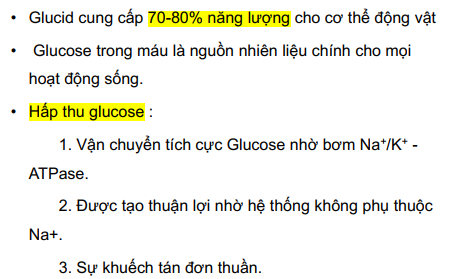 • Glucid cung cấp 70-80% năng lượng cho cơ thể động vật
• Glucose trong máu là nguồn nhiên liệu chính cho mọi
hoạt động sống.
• Hấp thu glucose :
1. Vận chuyển tích cực Glucose nhờ bơm Na⁺/K⁺ -
ATPase.
2. Được tạo thuận lợi nhờ hệ thống không phụ thuộc
Na+.
3. Sự khuếch tán đơn thuần.